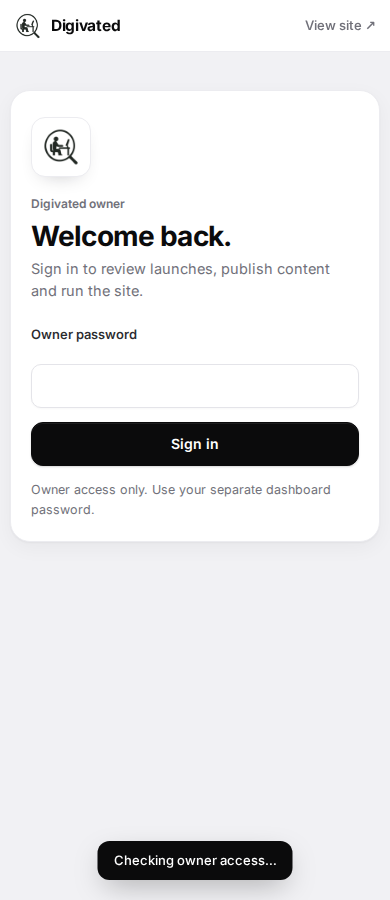 Digivated
View site ↗
Digivated owner
Welcome back.
Sign in to review launches, publish content
and run the site.
Owner password
Sign in
Owner access only. Use your separate dashboard
password.
Checking owner access...